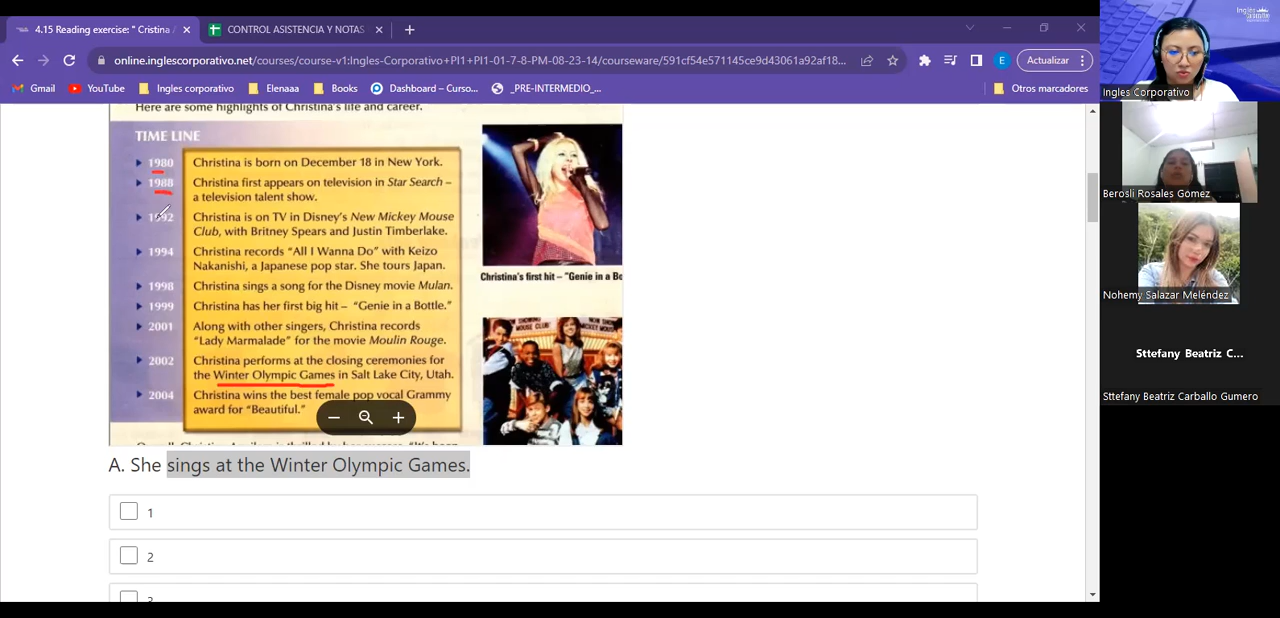 4.15 Reading exercise: " Cristina A
CONTROL ASISTENCIA Y NOTAS
online.inglescorporativo.net/courses/course-v1:Ingles-Corporativo+PI1+PI1-01-7-8-PM-08-23-14/courseware/591cf54e571145ce9d43061a92af18...
Actualizar
Gmail
YouTube
Ingles corporativo
Elenaaa
Books
Dashboard – Curso...
_PRE-INTERMEDIO_...
Otros marcadores
Here are some highlights of Christina's life and career.
TIME LINE
1980 Christina is born on December 18 in New York.
1988 Christina first appears on television in Star Search –
a television talent show.
1992 Christina is on TV in Disney's New Mickey Mouse
Club, with Britney Spears and Justin Timberlake.
1994 Christina records "All I Wanna Do" with Keizo
Nakanishi, a Japanese pop star. She tours Japan.
1998 Christina sings a song for the Disney movie Mulan.
1999 Christina has her first big hit – "Genie in a Bottle."
2001 Along with other singers, Christina records
"Lady Marmalade" for the movie Moulin Rouge.
2002 Christina performs at the closing ceremonies for
the Winter Olympic Games in Salt Lake City, Utah.
2004 Christina wins the best female pop vocal Grammy
award for "Beautiful."
Christina's first hit – "Genie in a Bo
A. She sings at the Winter Olympic Games.
1
2
3
Ingles Corporativo
Berosli Rosales Gomez
Nohemy Salazar Meléndez
Sttefany Beatriz C...
Sttefany Beatriz Carballo Gumero